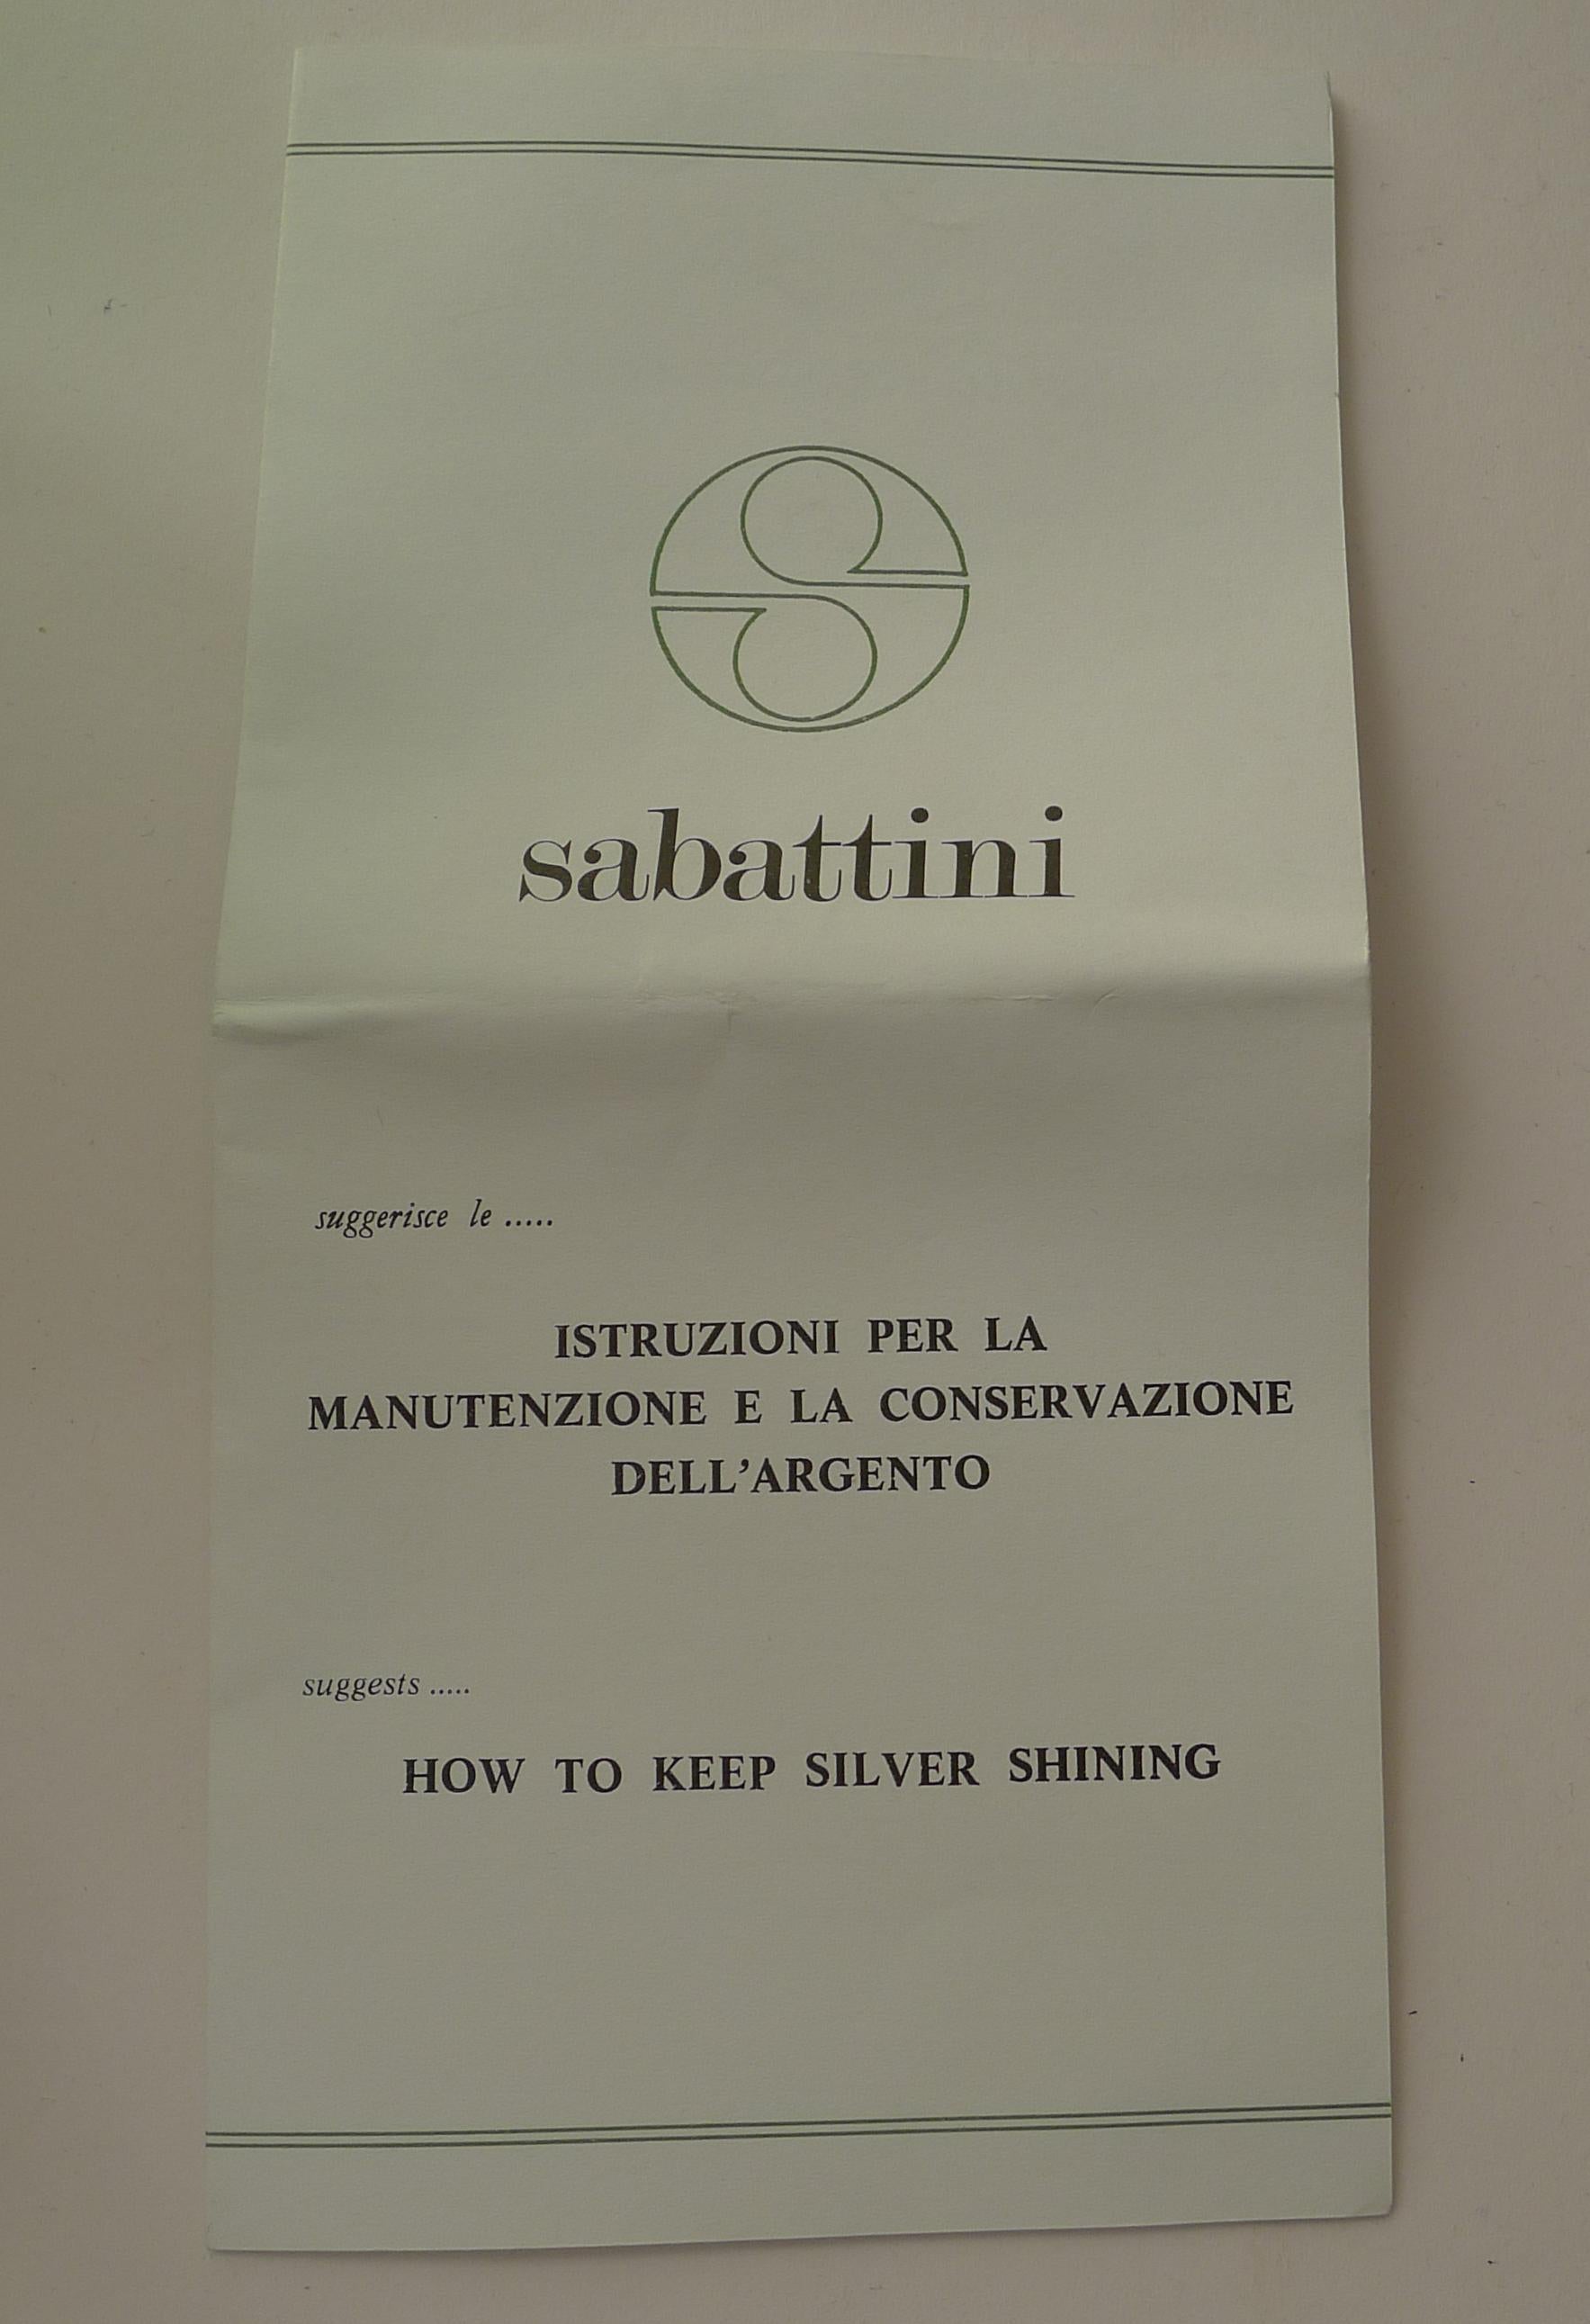 sabattini
suggerisce le .....
ISTRUZIONI PER LA
MANUTENZIONE E LA CONSERVAZIONE
DELL'ARGENTO
suggests .....
HOW TO KEEP SILVER SHINING